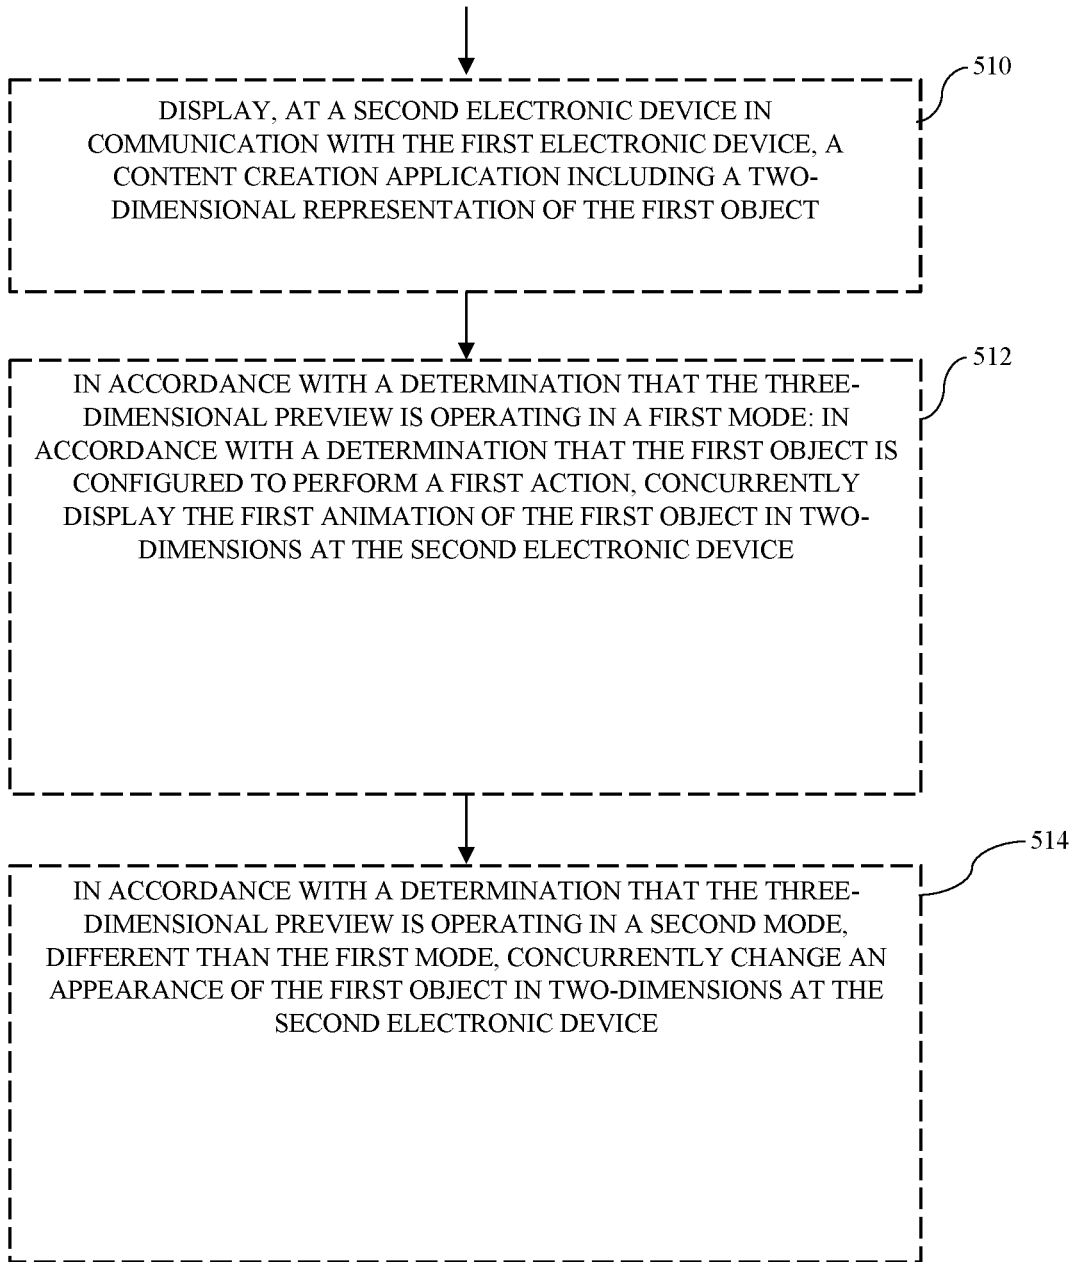 510
DISPLAY, AT A SECOND ELECTRONIC DEVICE IN
COMMUNICATION WITH THE FIRST ELECTRONIC DEVICE, A
CONTENT CREATION APPLICATION INCLUDING A TWO-
DIMENSIONAL REPRESENTATION OF THE FIRST OBJECT
512
IN ACCORDANCE WITH A DETERMINATION THAT THE THREE-
DIMENSIONAL PREVIEW IS OPERATING IN A FIRST MODE: IN
ACCORDANCE WITH A DETERMINATION THAT THE FIRST OBJECT IS
CONFIGURED TO PERFORM A FIRST ACTION, CONCURRENTLY
DISPLAY THE FIRST ANIMATION OF THE FIRST OBJECT IN TWO-
DIMENSIONS AT THE SECOND ELECTRONIC DEVICE
514
IN ACCORDANCE WITH A DETERMINATION THAT THE THREE-
DIMENSIONAL PREVIEW IS OPERATING IN A SECOND MODE,
DIFFERENT THAN THE FIRST MODE, CONCURRENTLY CHANGE AN
APPEARANCE OF THE FIRST OBJECT IN TWO-DIMENSIONS AT THE
SECOND ELECTRONIC DEVICE